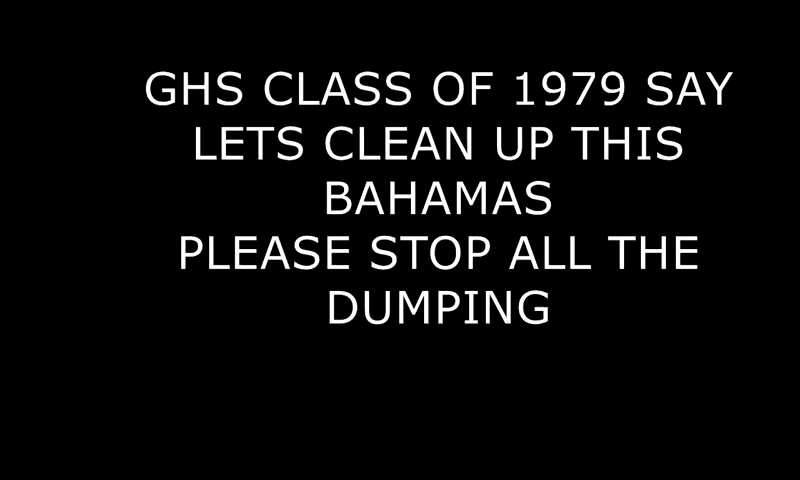 GHS CLASS OF 1979 SAY
LETS CLEAN UP THIS
BAHAMAS
PLEASE STOP ALL THE
DUMPING